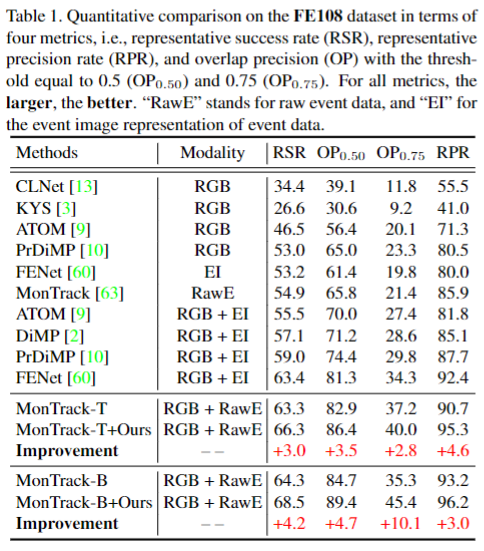 Table 1. Quantitative comparison on the FE108 dataset in terms of
four metrics, i.e., representative success rate (RSR), representative
precision rate (RPR), and overlap precision (OP) with the thresh-
old equal to 0.5 (OP0.50) and 0.75 (OP0.75). For all metrics, the
larger, the better. “RawE” stands for raw event data, and “EI” for
the event image representation of event data.
Methods Modality RSR OP0.50 OP0.75 RPR
CLNet [13] RGB 34.4 39.1 11.8 55.5
KYS [3] RGB 26.6 30.6 9.2 41.0
ATOM [9] RGB 46.5 56.4 20.1 71.3
PrDiMP [10] RGB 53.0 65.0 23.3 80.5
FENet [60] EI 53.2 61.4 19.8 80.0
MonTrack [63] RawE 54.9 65.8 21.4 85.9
ATOM [9] RGB + EI 55.5 70.0 27.4 81.8
DiMP [2] RGB + EI 57.1 71.2 28.6 85.1
PrDiMP [10] RGB + EI 59.0 74.4 29.8 87.7
FENet [60] RGB + EI 63.4 81.3 34.3 92.4
MonTrack-T RGB + RawE 63.3 82.9 37.2 90.7
MonTrack-T+Ours RGB + RawE 66.3 86.4 40.0 95.3
Improvement −− +3.0 +3.5 +2.8 +4.6
MonTrack-B RGB + RawE 64.3 84.7 35.3 93.2
MonTrack-B+Ours RGB + RawE 68.5 89.4 45.4 96.2
Improvement −− +4.2 +4.7 +10.1 +3.0